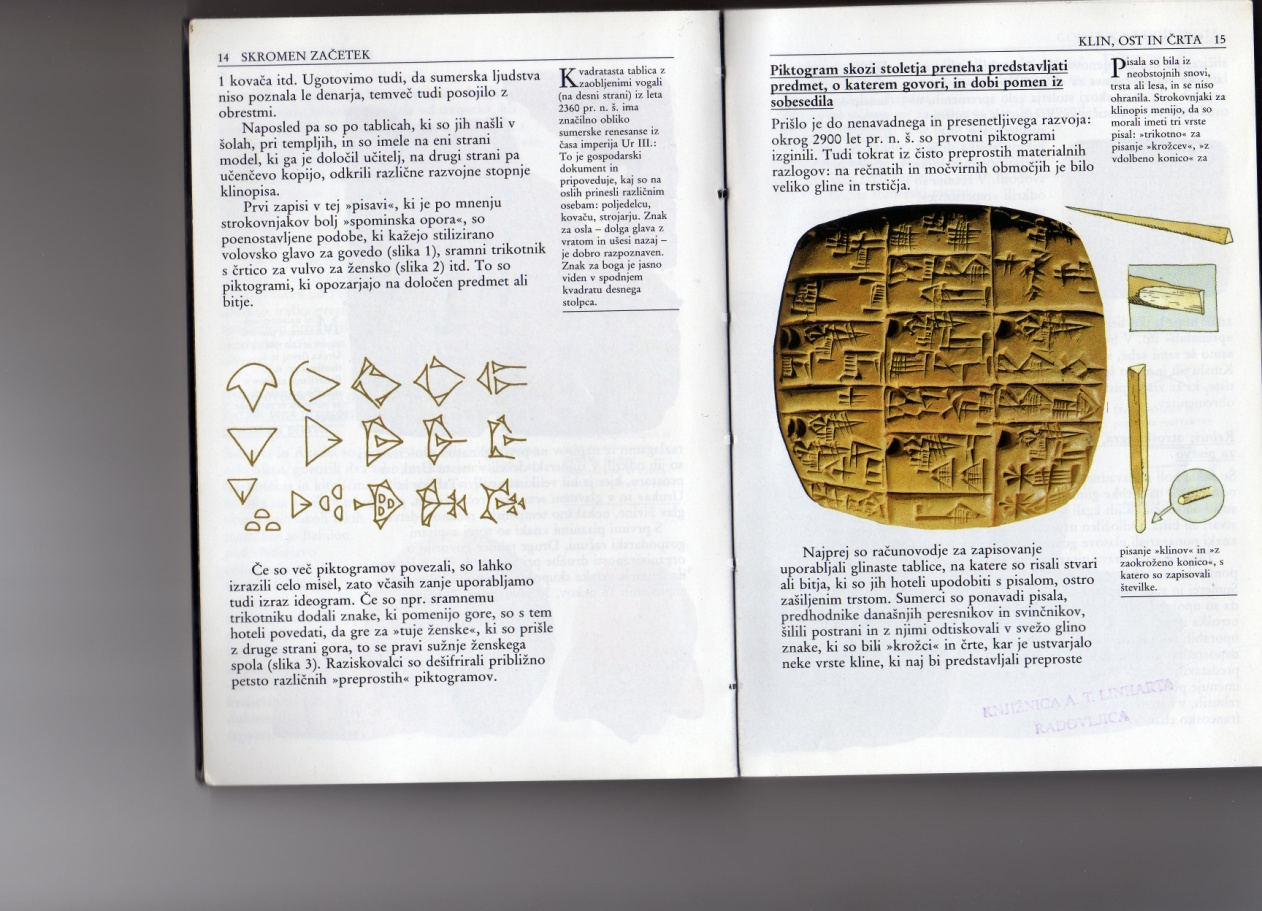 14 SKROMEN ZAČETEK
1 kovača itd. Ugotovimo tudi, da sumerska ljudstva
niso poznala le denarja, temveč tudi posojilo z
obrestmi.
Naposled pa so po tablicah, ki so jih našli v
šolah, pri templjih, in so imele na eni strani
model, ki ga je določil učitelj, na drugi strani pa
učenčevo kopijo, odkrili različne razvojne stopnje
klinopisa.
Prvi zapisi v tej »pisavi«, ki je po mnenju
strokovnjakov bolj »spominska opora«, so
poenostavljene podobe, ki kažejo stilizirano
volovsko glavo za govedo (slika 1), sramni trikotnik
s črtico za vulvo za žensko (slika 2) itd. To so
piktogrami, ki opozarjajo na določen predmet ali
bitje.
Kvadratasta tablica z
zaobljenimi vogali
(na desni strani) iz leta
2360 pr. n. š. ima
značilno obliko
sumerske renesanse iz
časa imperija Ur III.:
To je gospodarski
dokument in
pripoveduje, kaj so na
oslih prinesli različnim
osebam: poljedelcu,
kovaču, strojarju. Znak
za osla – dolga glava z
vratom in ušesi nazaj –
je dobro razpoznaven.
Znak za boga je jasno
viden v spodnjem
kvadratu desnega
stolpca.
Če so več piktogramov povezali, so lahko
izrazili celo misel, zato včasih zanje uporabljamo
tudi izraz ideogram. Če so npr. sramnemu
trikotniku dodali znake, ki pomenijo gore, so s tem
hoteli povedati, da gre za »tuje ženske«, ki so prišle
z druge strani gora, to se pravi sužnje ženskega
spola (slika 3). Raziskovalci so dešifrirali približno
petsto različnih »preprostih« piktogramov.
KLIN, OST IN ČRTA 15
Piktogram skozi stoletja preneha predstavljati
predmet, o katerem govori, in dobi pomen iz
sobesedila
Prišlo je do nenavadnega in presenetljivega razvoja:
okrog 2900 let pr. n. š. so prvotni piktogrami
izginili. Tudi tokrat iz čisto preprostih materialnih
razlogov: na rečnatih in močvirnih območjih je bilo
veliko gline in trstičja.
Pisala so bila iz
neobstojnih snovi,
trsta ali lesa, in se niso
ohranila. Strokovnjaki za
klinopis menijo, da so
morali imeti tri vrste
pisal: »trikotno« za
pisanje »krožcev«, »z
vdolbeno konico« za
pisanje »klinov« in »z
zaokroženo konico«, s
katero so zapisovali
številke.
Najprej so računovodje za zapisovanje
uporabljali glinaste tablice, na katere so risali stvari
ali bitja, ki so jih hoteli upodobiti s pisalom, ostro
zašiljenim trstom. Sumerci so ponavadi pisala,
predhodnike današnjih peresnikov in svinčnikov,
šilili postrani in z njimi odtiskovali v svežo glino
znake, ki so bili »krožci« in črte, kar je ustvarjalo
neke vrste kline, ki naj bi predstavljali preproste
KNJIŽNICA A. T. LINHARTA
RADOVLJICA